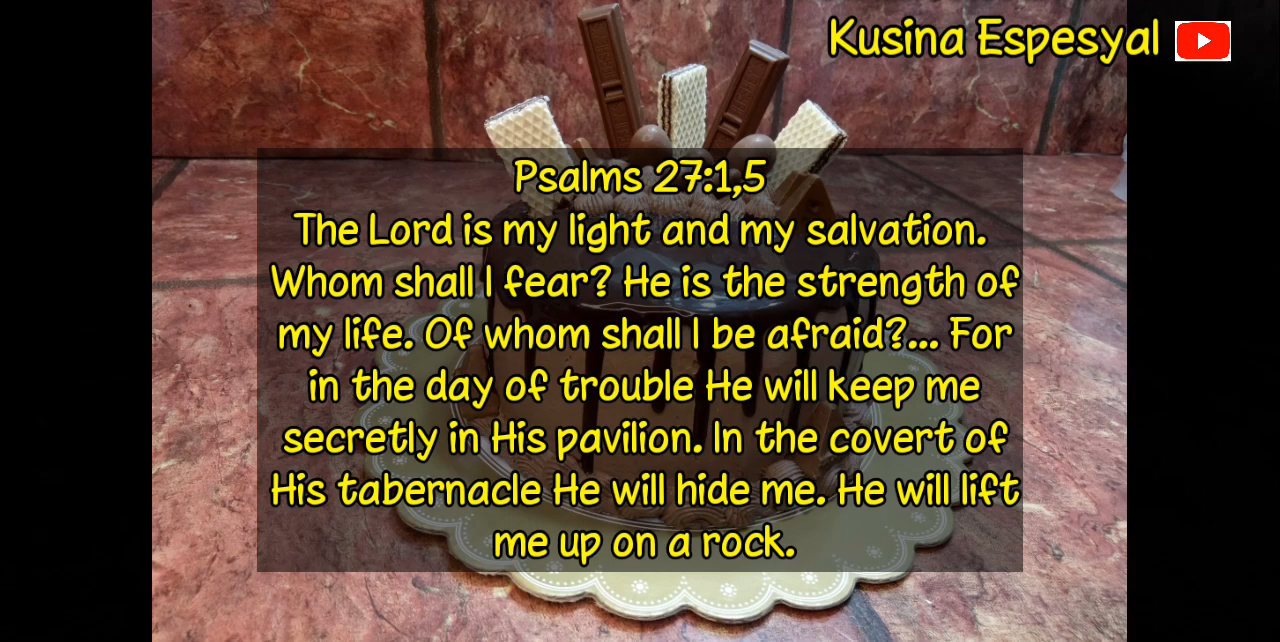 Kusina Espesyal
Psalms 27:1,5
The Lord is my light and my salvation.
Whom shall I fear? He is the strength of
my life. Of whom shall I be afraid?... For
in the day of trouble He will keep me
secretly in His pavilion. In the covert of
His tabernacle He will hide me. He will lift
me up on a rock.